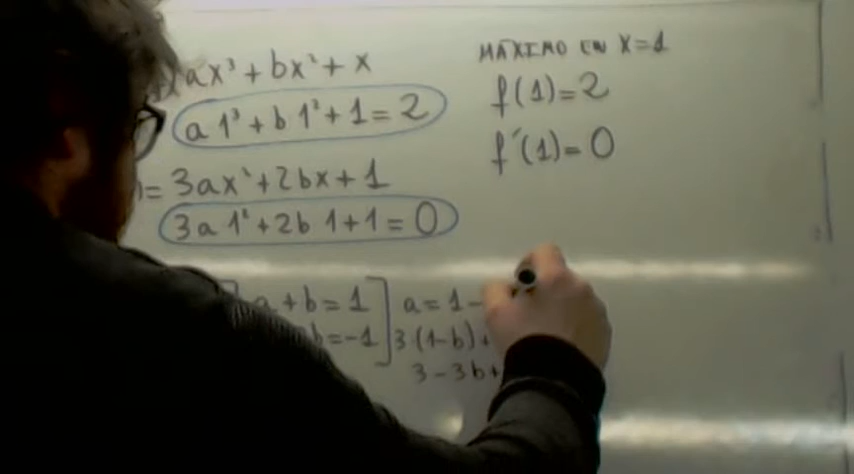 ax³+bx²+x
MÁXIMO EN X=1
a1³+b1²+1=2
f(1)=2
f´(1)=0
)=3ax²+2bx+1
3a1²+2b1+1=0
a+b=1] a=1-
b=-1] 3·(1-b)+
3-3b+